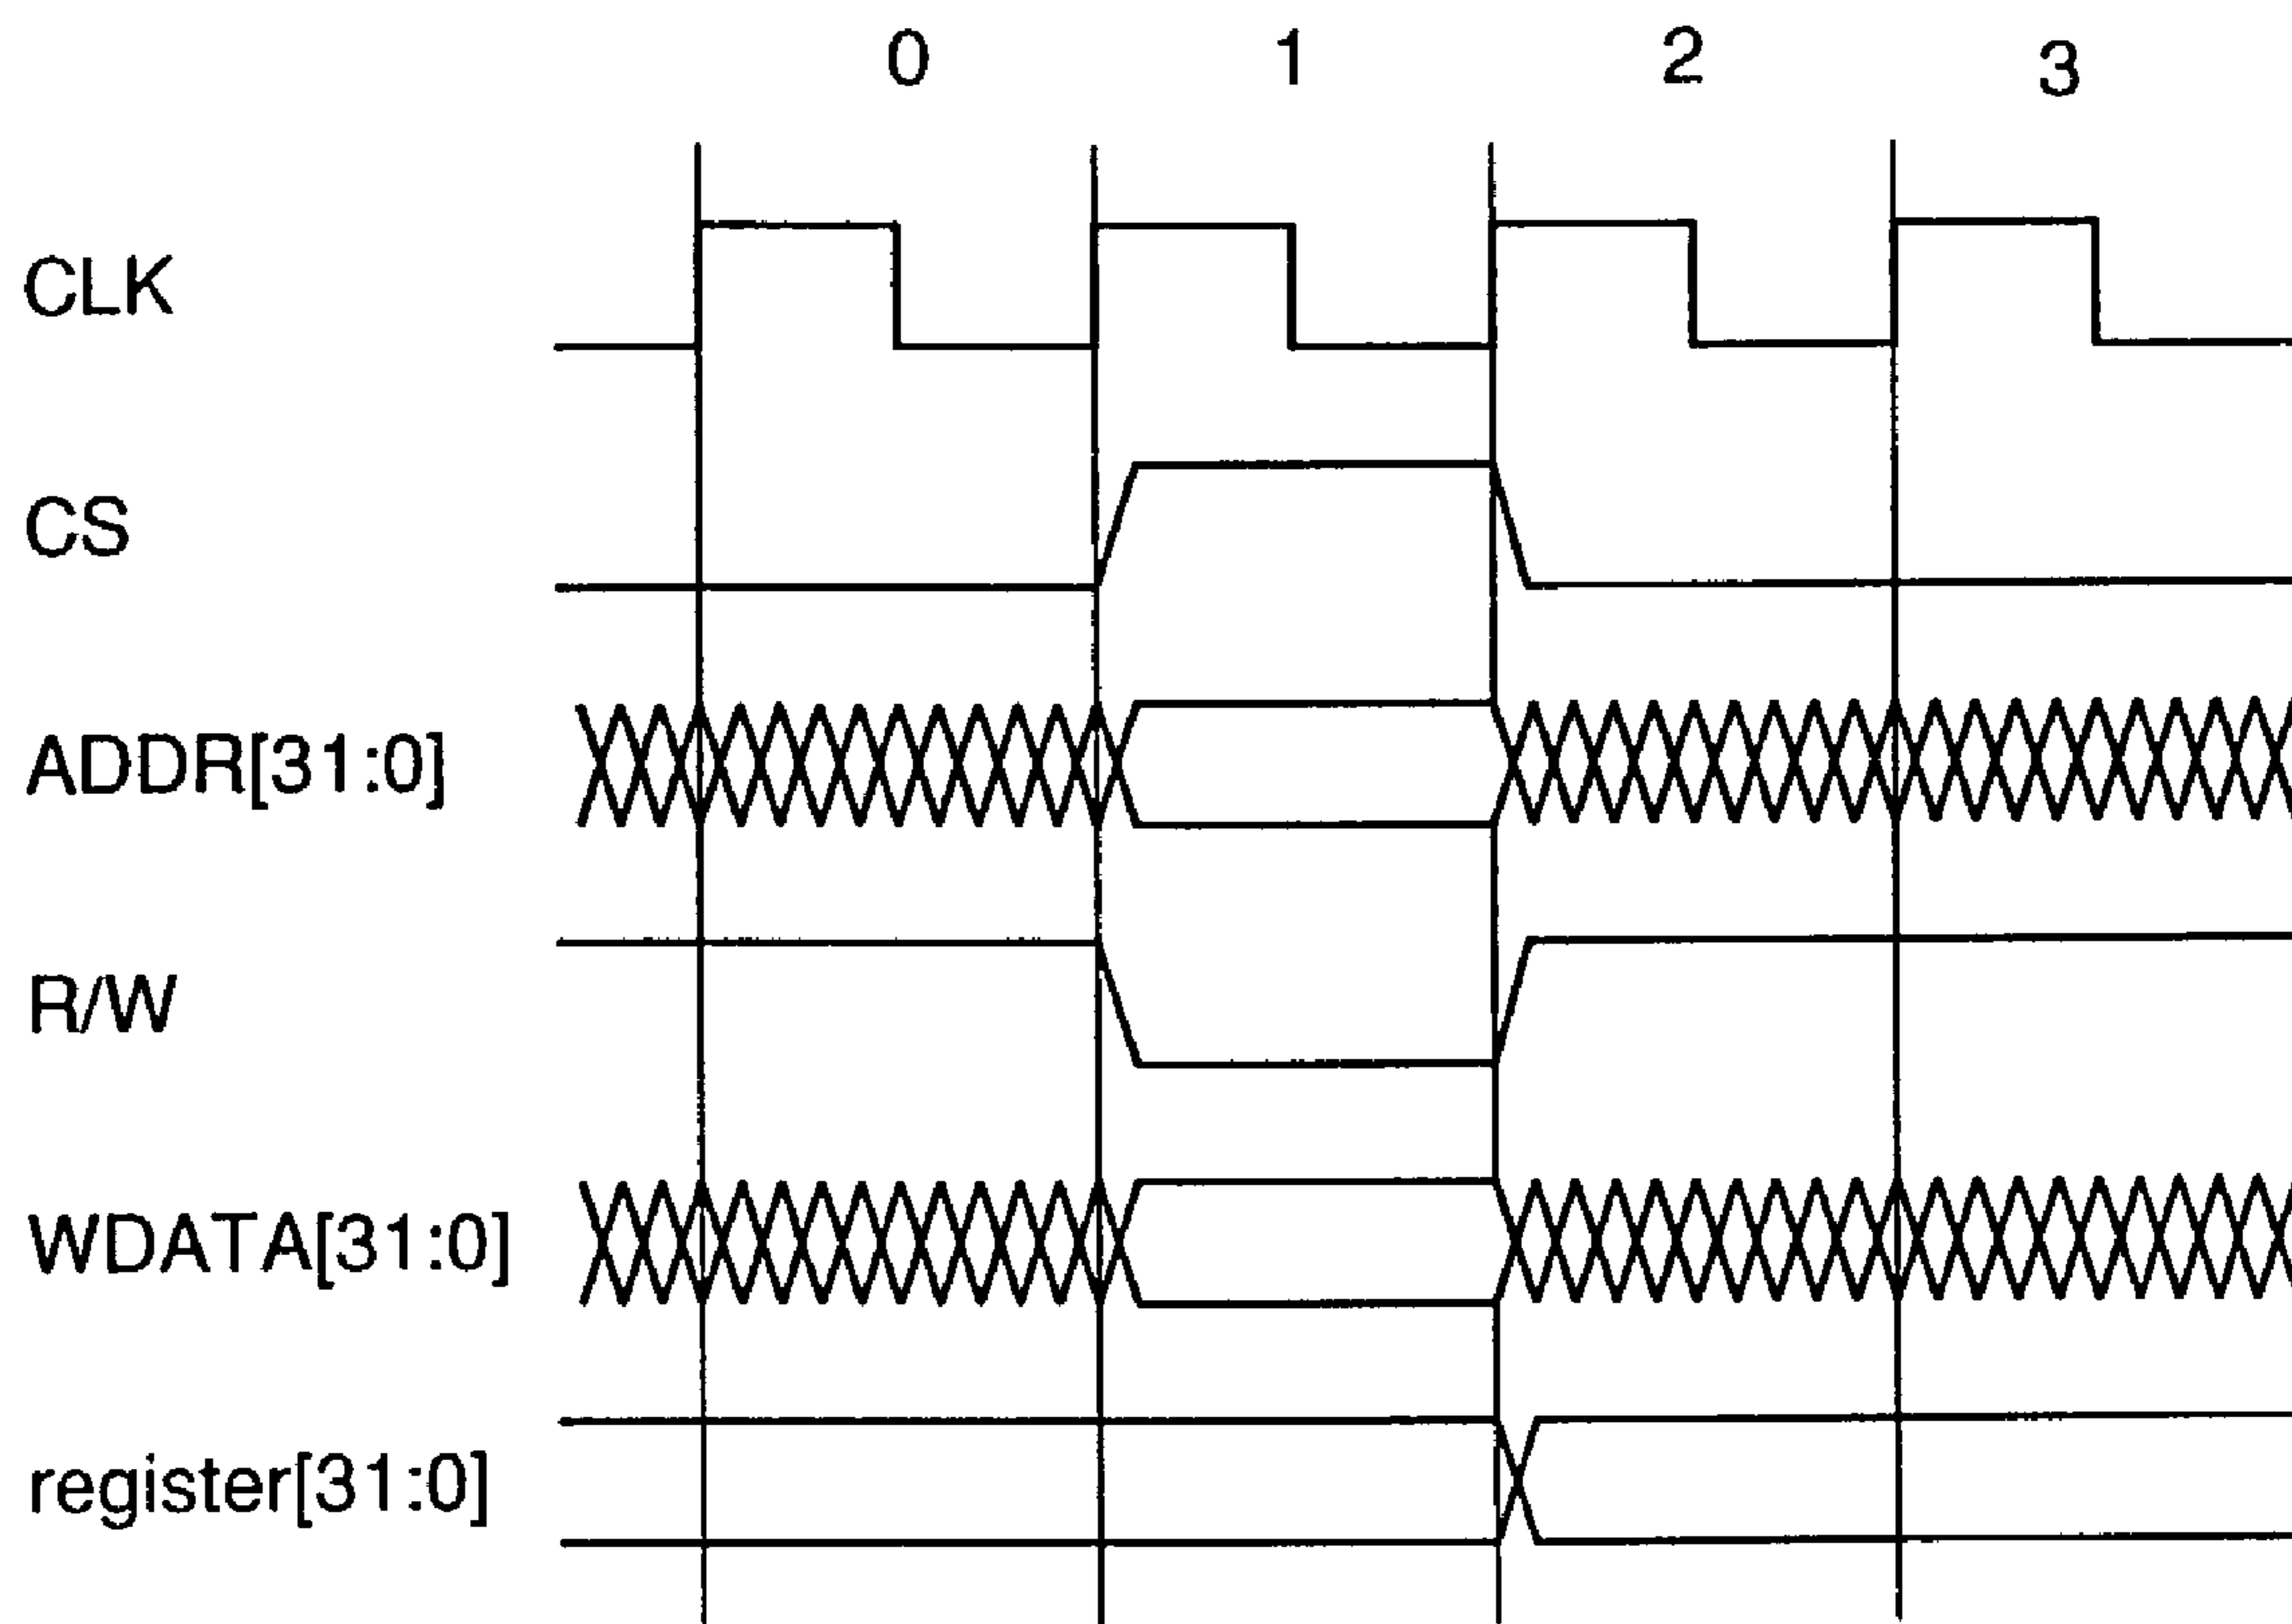 0 1 2 3
CLK
CS
ADDR[31:0]
R/W
WDATA[31:0]
register[31:0]